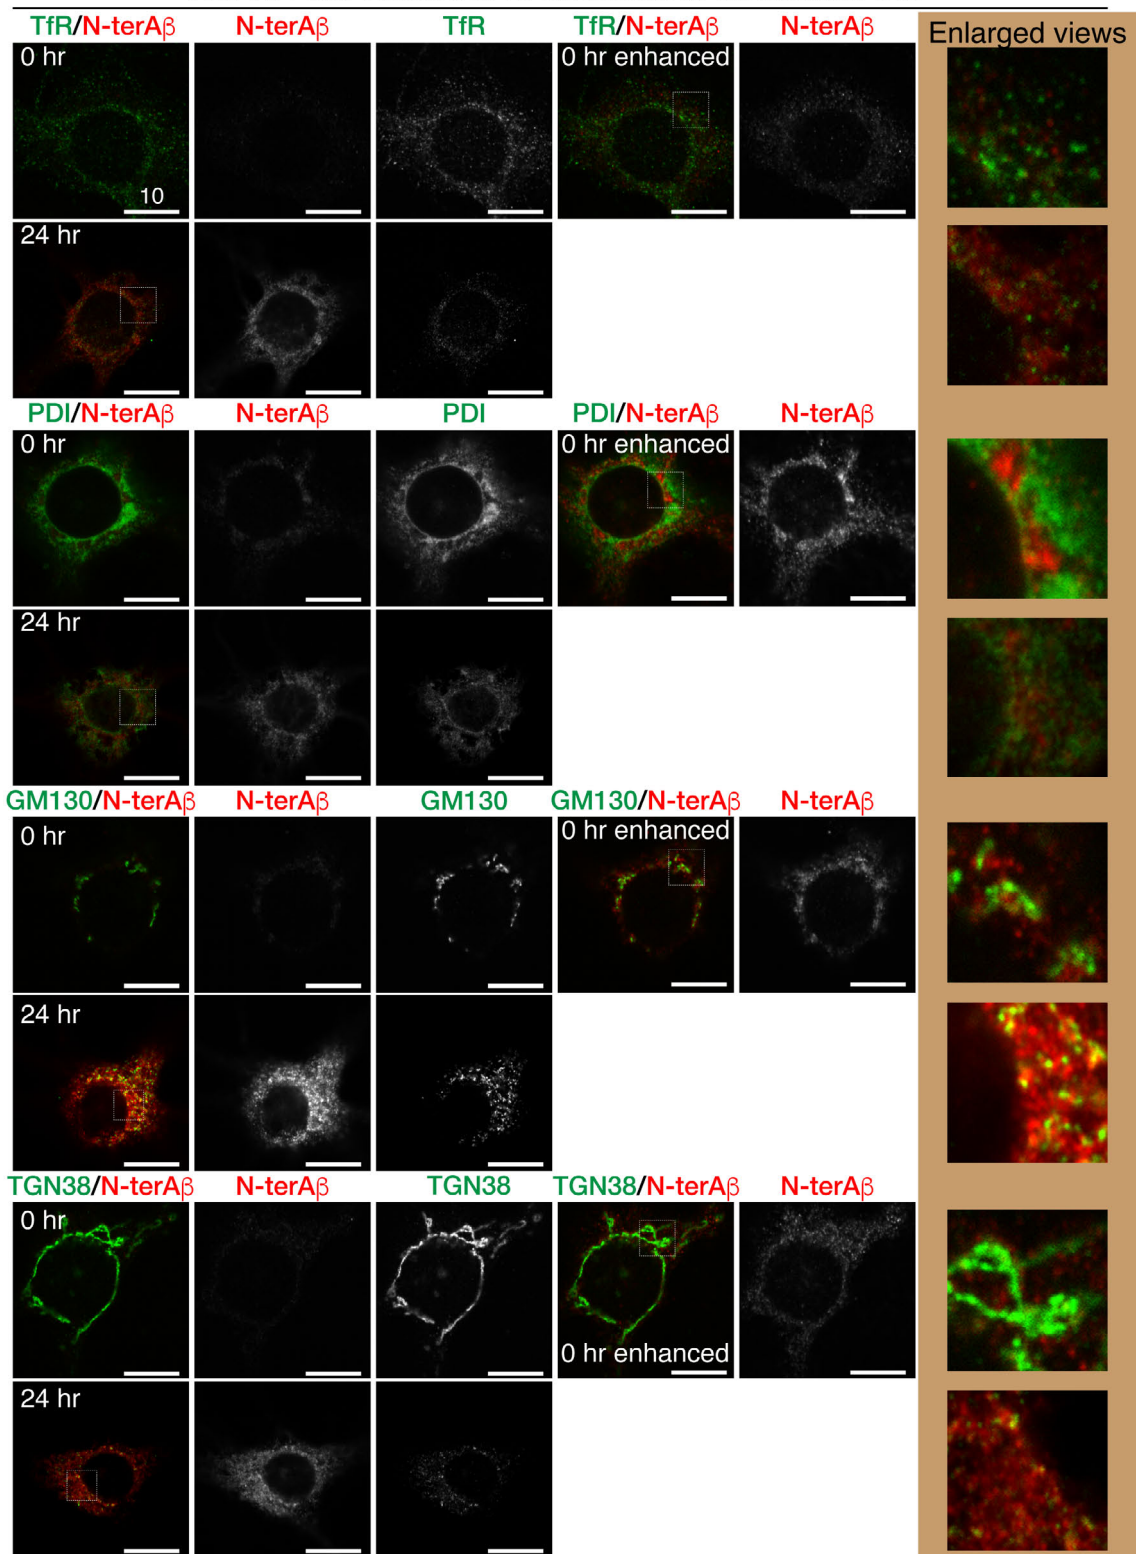 TfR/N-terAβ N-terAβ TfR TfR/N-terAβ N-terAβ Enlarged views
0 hr 0 hr enhanced
10
24 hr
PDI/N-terAβ N-terAβ PDI PDI/N-terAβ N-terAβ
0 hr 0 hr enhanced
24 hr
GM130/N-terAβ N-terAβ GM130 GM130/N-terAβ N-terAβ
0 hr 0 hr enhanced
24 hr
TGN38/N-terAβ N-terAβ TGN38 TGN38/N-terAβ N-terAβ
0 hr
0 hr enhanced
24 hr